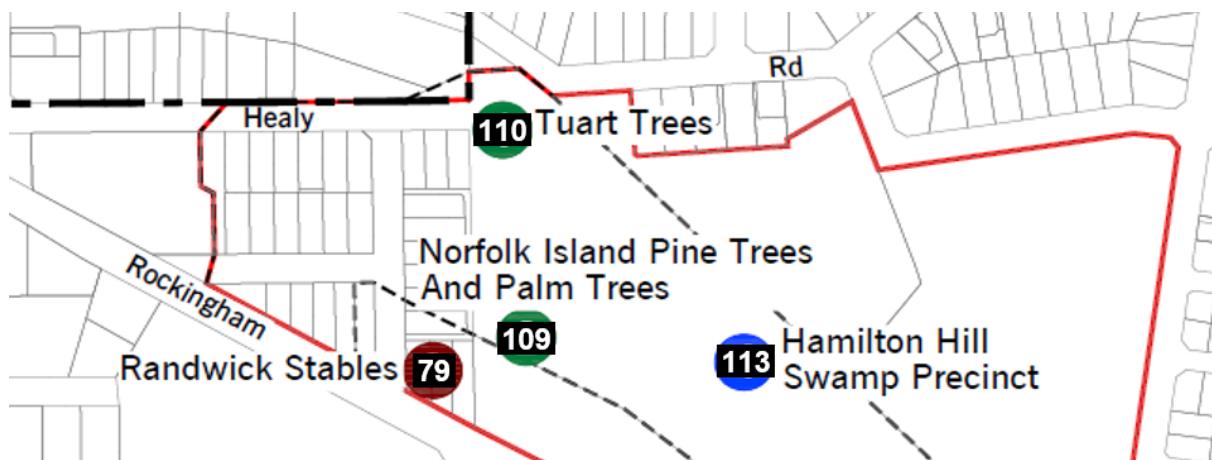 Rd
Healy
110 Tuart Trees
Norfolk Island Pine Trees
And Palm Trees
Rockingham
109
Randwick Stables 79
113 Hamilton Hill
Swamp Precinct